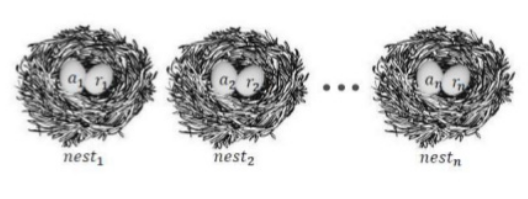 a₁ r₁ a₂ r₂ ... aₙ rₙ
nest₁ nest₂ nestₙ